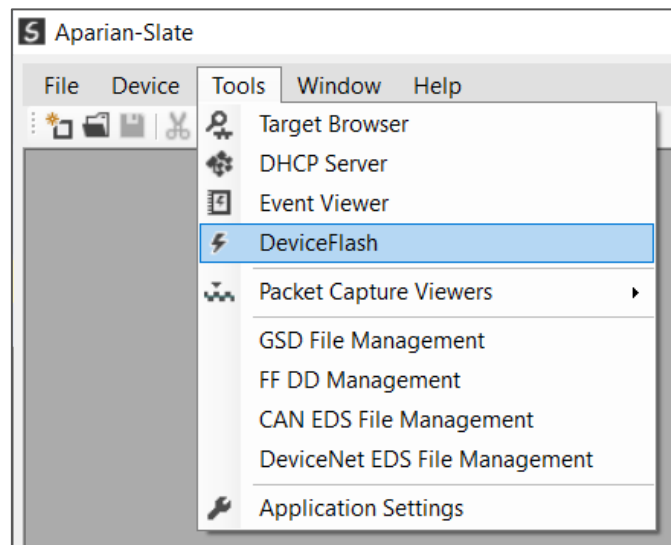 S Aparian-Slate
File Device Tools Window Help
Target Browser
DHCP Server
Event Viewer
DeviceFlash
Packet Capture Viewers
GSD File Management
FF DD Management
CAN EDS File Management
DeviceNet EDS File Management
Application Settings